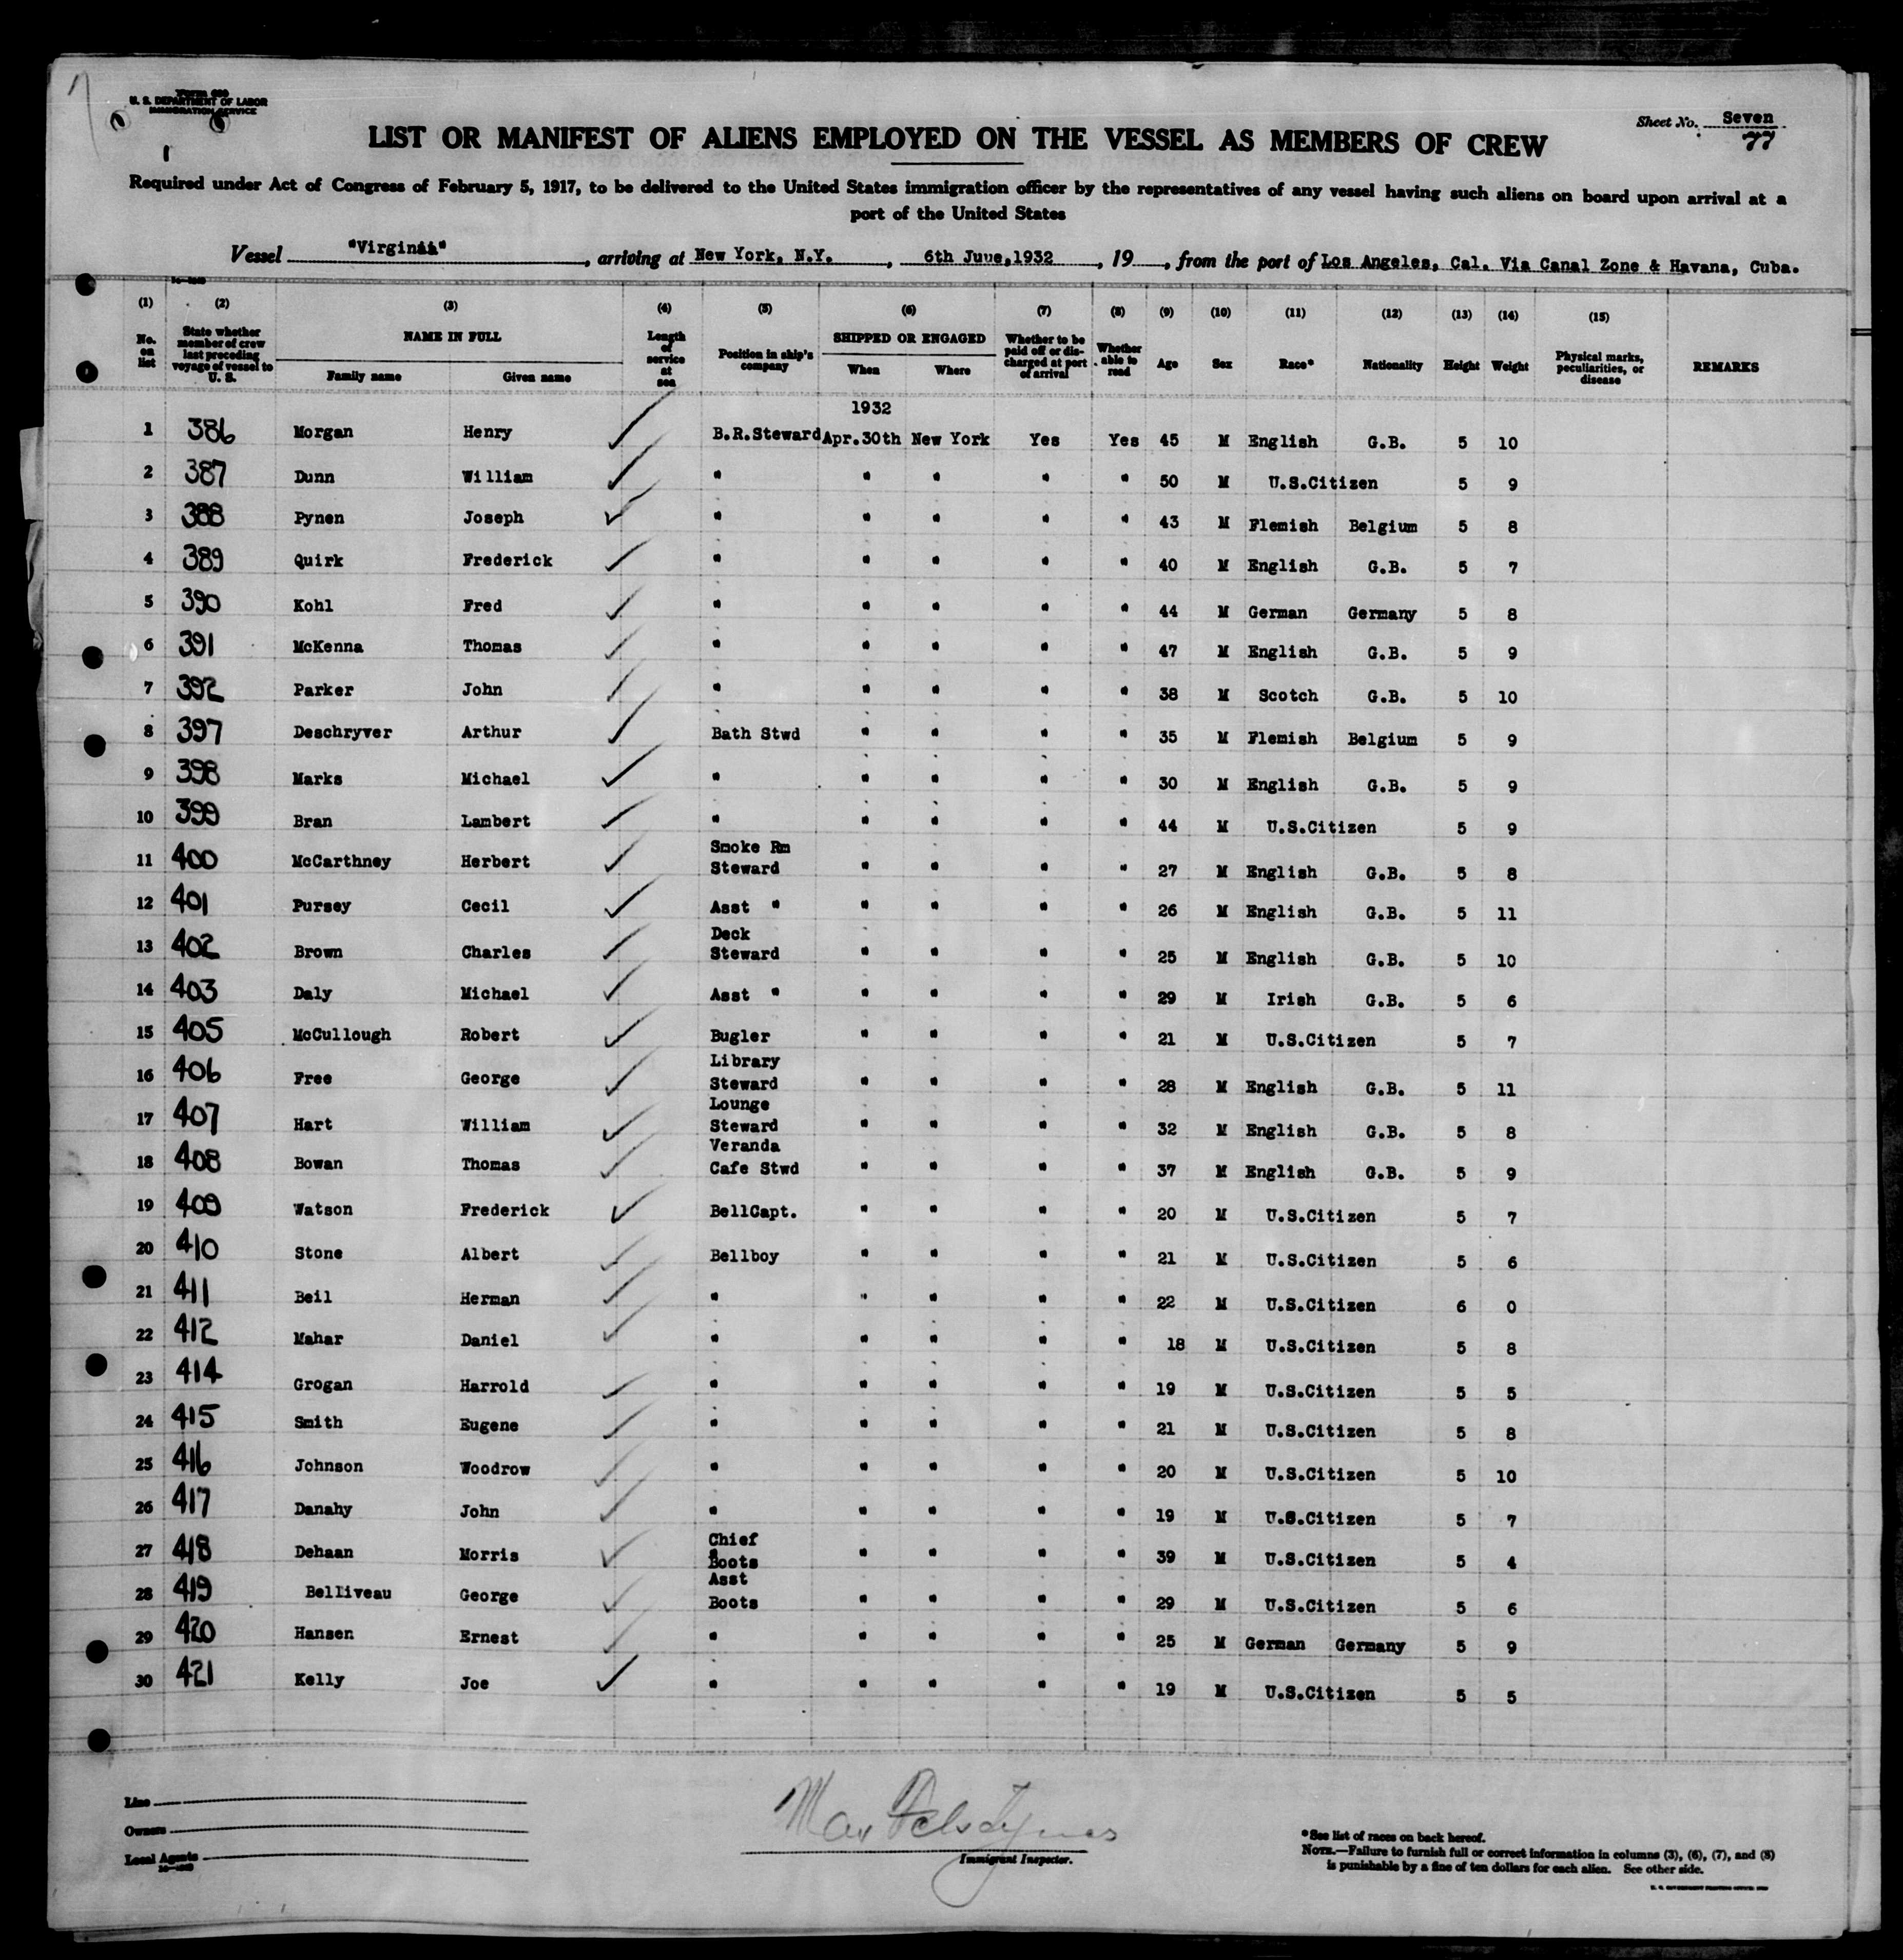 Form 680
U. S. DEPARTMENT OF LABOR
IMMIGRATION SERVICE
Sheet No. Seven
77
LIST OR MANIFEST OF ALIENS EMPLOYED ON THE VESSEL AS MEMBERS OF CREW
Required under Act of Congress of February 5, 1917, to be delivered to the United States immigration officer by the representatives of any vessel having such aliens on board upon arrival at a
port of the United States
Vessel "Virginia", arriving at New York, N.Y., 6th Juue,1932, 19 , from the port of Los Angeles, Cal. Via Canal Zone & Havana, Cuba.
(1) (2) (3) (4) (5) (6) (7) (8) (9) (10) (11) (12) (13) (14) (15)
No. on list State whether member of crew last preceding voyage of vessel to U. S. NAME IN FULL Family name Given name Length of service at sea Position in ship's company SHIPPED OR ENGAGED When Where Whether to be paid off or discharged at port of arrival Whether able to read Age Sex Race* Nationality Height Weight Physical marks, peculiarities, or disease REMARKS
1932
1 386 Morgan Henry B.R.Steward Apr.30th New York Yes Yes 45 M English G.B. 5 10
2 387 Dunn William " " " " " 50 M U.S.Citizen 5 9
3 388 Pynen Joseph " " " " " 43 M Flemish Belgium 5 8
4 389 Quirk Frederick " " " " " 40 M English G.B. 5 7
5 390 Kohl Fred " " " " " 44 M German Germany 5 8
6 391 McKenna Thomas " " " " " 47 M English G.B. 5 9
7 392 Parker John " " " " " 38 M Scotch G.B. 5 10
8 397 Deschryver Arthur Bath Stwd " " " " 35 M Flemish Belgium 5 9
9 398 Marks Michael " " " " " 30 M English G.B. 5 9
10 399 Bran Lambert " " " " " 44 M U.S.Citizen 5 9
11 400 McCarthney Herbert Smoke Rm Steward " " " " 27 M English G.B. 5 8
12 401 Pursey Cecil Asst " " " " " 26 M English G.B. 5 11
13 402 Brown Charles Deck Steward " " " " 25 M English G.B. 5 10
14 403 Daly Michael Asst " " " " " 29 M Irish G.B. 5 6
15 405 McCullough Robert Bugler " " " " 21 M U.S.Citizen 5 7
16 406 Free George Library Steward " " " " 28 M English G.B. 5 11
17 407 Hart William Lounge Steward " " " " 32 M English G.B. 5 8
18 408 Bowan Thomas Veranda Cafe Stwd " " " " 37 M English G.B. 5 9
19 409 Watson Frederick BellCapt. " " " " 20 M U.S.Citizen 5 7
20 410 Stone Albert Bellboy " " " " 21 M U.S.Citizen 5 6
21 411 Beil Herman " " " " " 22 M U.S.Citizen 6 0
22 412 Mahar Daniel " " " " " 18 M U.S.Citizen 5 8
23 414 Grogan Harrold " " " " " 19 M U.S.Citizen 5 5
24 415 Smith Eugene " " " " " 21 M U.S.Citizen 5 8
25 416 Johnson Woodrow " " " " " 20 M U.S.Citizen 5 10
26 417 Danahy John " " " " " 19 M U.S.Citizen 5 7
27 418 Dehaan Morris Chief Boots " " " " 39 M U.S.Citizen 5 4
28 419 Belliveau George Asst Boots " " " " 29 M U.S.Citizen 5 6
29 420 Hansen Ernest " " " " " 25 M German Germany 5 9
30 421 Kelly Joe " " " " " 19 M U.S.Citizen 5 5
Line
Owners
Local Agents
Immigrant Inspector.
*See list of races on back hereof.
NOTE.—Failure to furnish full or correct information in columns (3), (6), (7), and (8)
is punishable by a fine of ten dollars for each alien. See other side.